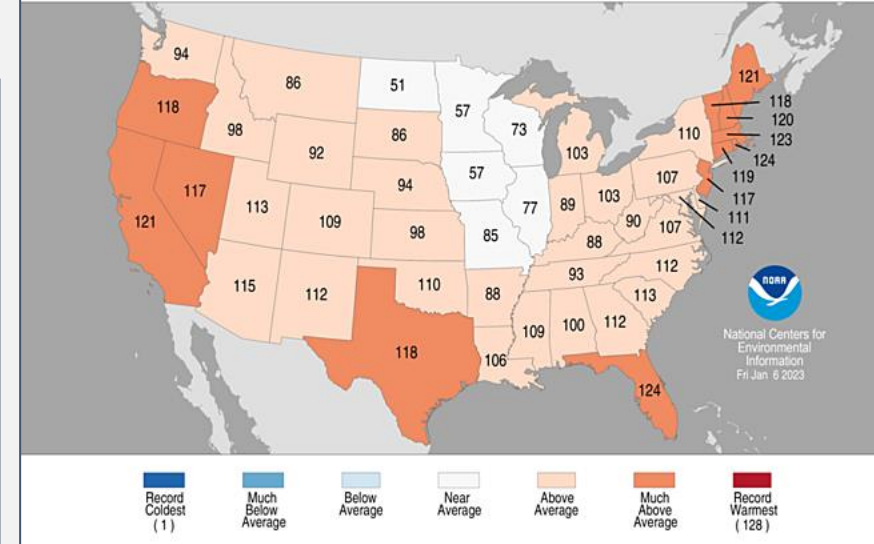 94
86
51
57
73
121
118
120
123
124
119
117
111
112
118
98
92
86
57
103
110
107
121
117
113
109
94
98
85
77
89
103
90
107
88
115
112
110
88
93
112
113
118
106
109
100
112
124
NOAA
National Centers for
Environmental
Information
Fri Jan 6 2023
Record
Coldest
( 1 )
Much
Below
Average
Below
Average
Near
Average
Above
Average
Much
Above
Average
Record
Warmest
( 128 )